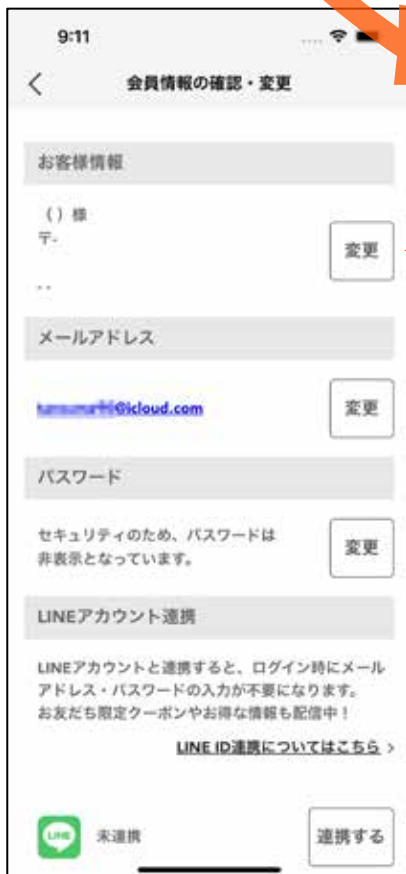 9:11
会員情報の確認・変更
お客様情報
()様
〒-
変更
- -
メールアドレス
@icloud.com
変更
パスワード
セキュリティのため、パスワードは
非表示となっています。
変更
LINEアカウント連携
LINEアカウントと連携すると、ログイン時にメール
アドレス・パスワードの入力が不要になります。
お友だち限定クーポンやお得な情報も配信中！
LINE ID連携についてはこちら >
LINE
未連携
連携する